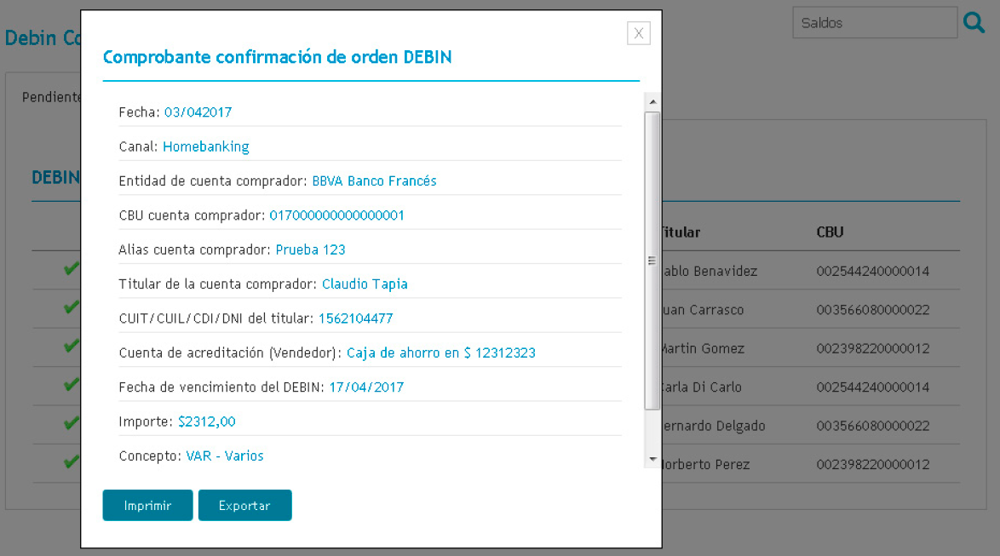 Saldos
Debin Co
X
Comprobante confirmación de orden DEBIN
Pendiente
Fecha: 03/042017
Canal: Homebanking
Entidad de cuenta comprador: BBVA Banco Francés
DEBIN
CBU cuenta comprador: 017000000000000001
Titular CBU
Alias cuenta comprador: Prueba 123
ablo Benavidez 002544240000014
Titular de la cuenta comprador: Claudio Tapia
uan Carrasco 003566080000022
CUIT/CUIL/CDI/DNI del titular: 1562104477
Martin Gomez 002398220000012
Cuenta de acreditación (Vendedor): Caja de ahorro en $ 12312323
Carla Di Carlo 002544240000014
Fecha de vencimiento del DEBIN: 17/04/2017
Importe: $2312,00
ernardo Delgado 003566080000022
Concepto: VAR - Varios
Norberto Perez 002398220000012
Imprimir Exportar